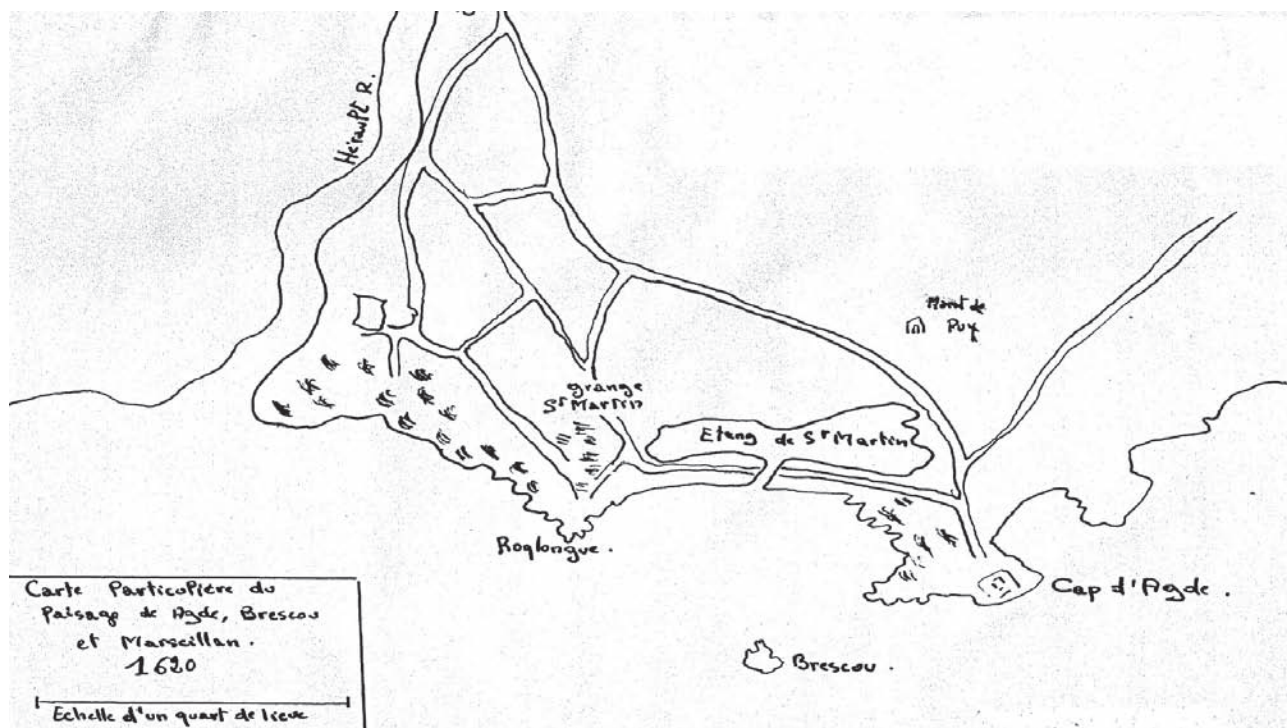 Hérault R.
Mont de
Puy
grange
St Martin
Etang de St Martin
Roqlongue.
Cap d'Agde.
Brescou.
Carte Particulière du
Paisage de Agde, Brescou
et Marseillan.
1620
Echelle d'un quart de lieue